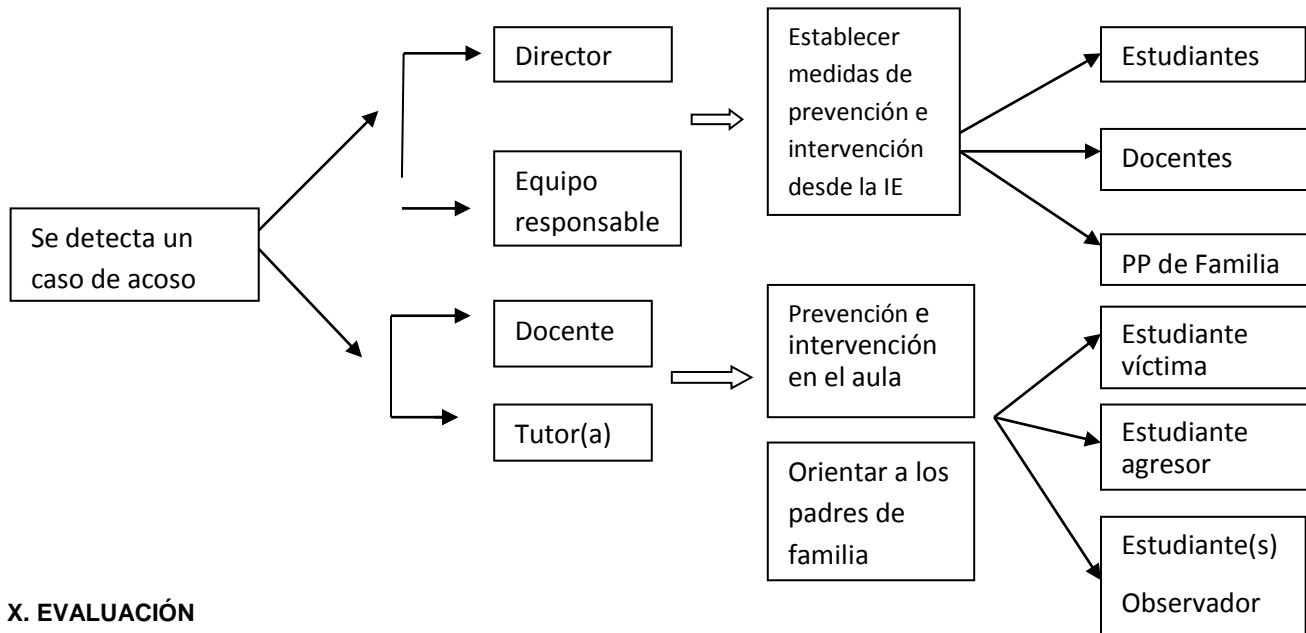 Se detecta un
caso de acoso
Director
Equipo
responsable
Establecer
medidas de
prevención e
intervención
desde la IE
Estudiantes
Docentes
PP de Familia
Docente
Tutor(a)
Prevención e
intervención
en el aula
Orientar a los
padres de
familia
Estudiante
víctima
Estudiante
agresor
Estudiante(s)
Observador
X. EVALUACIÓN